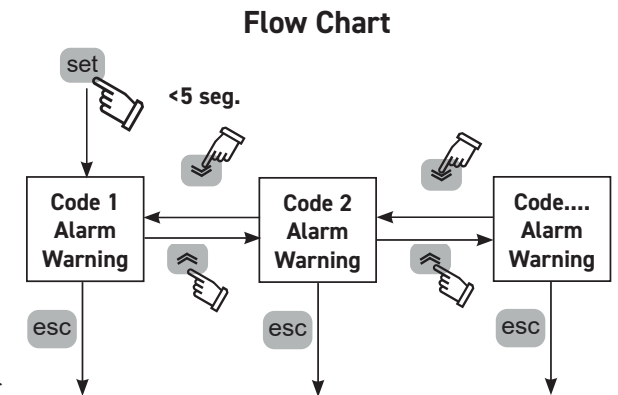 Flow Chart
set
<5 seg.
Code 1
Alarm
Warning
Code 2
Alarm
Warning
Code....
Alarm
Warning
esc
esc
esc